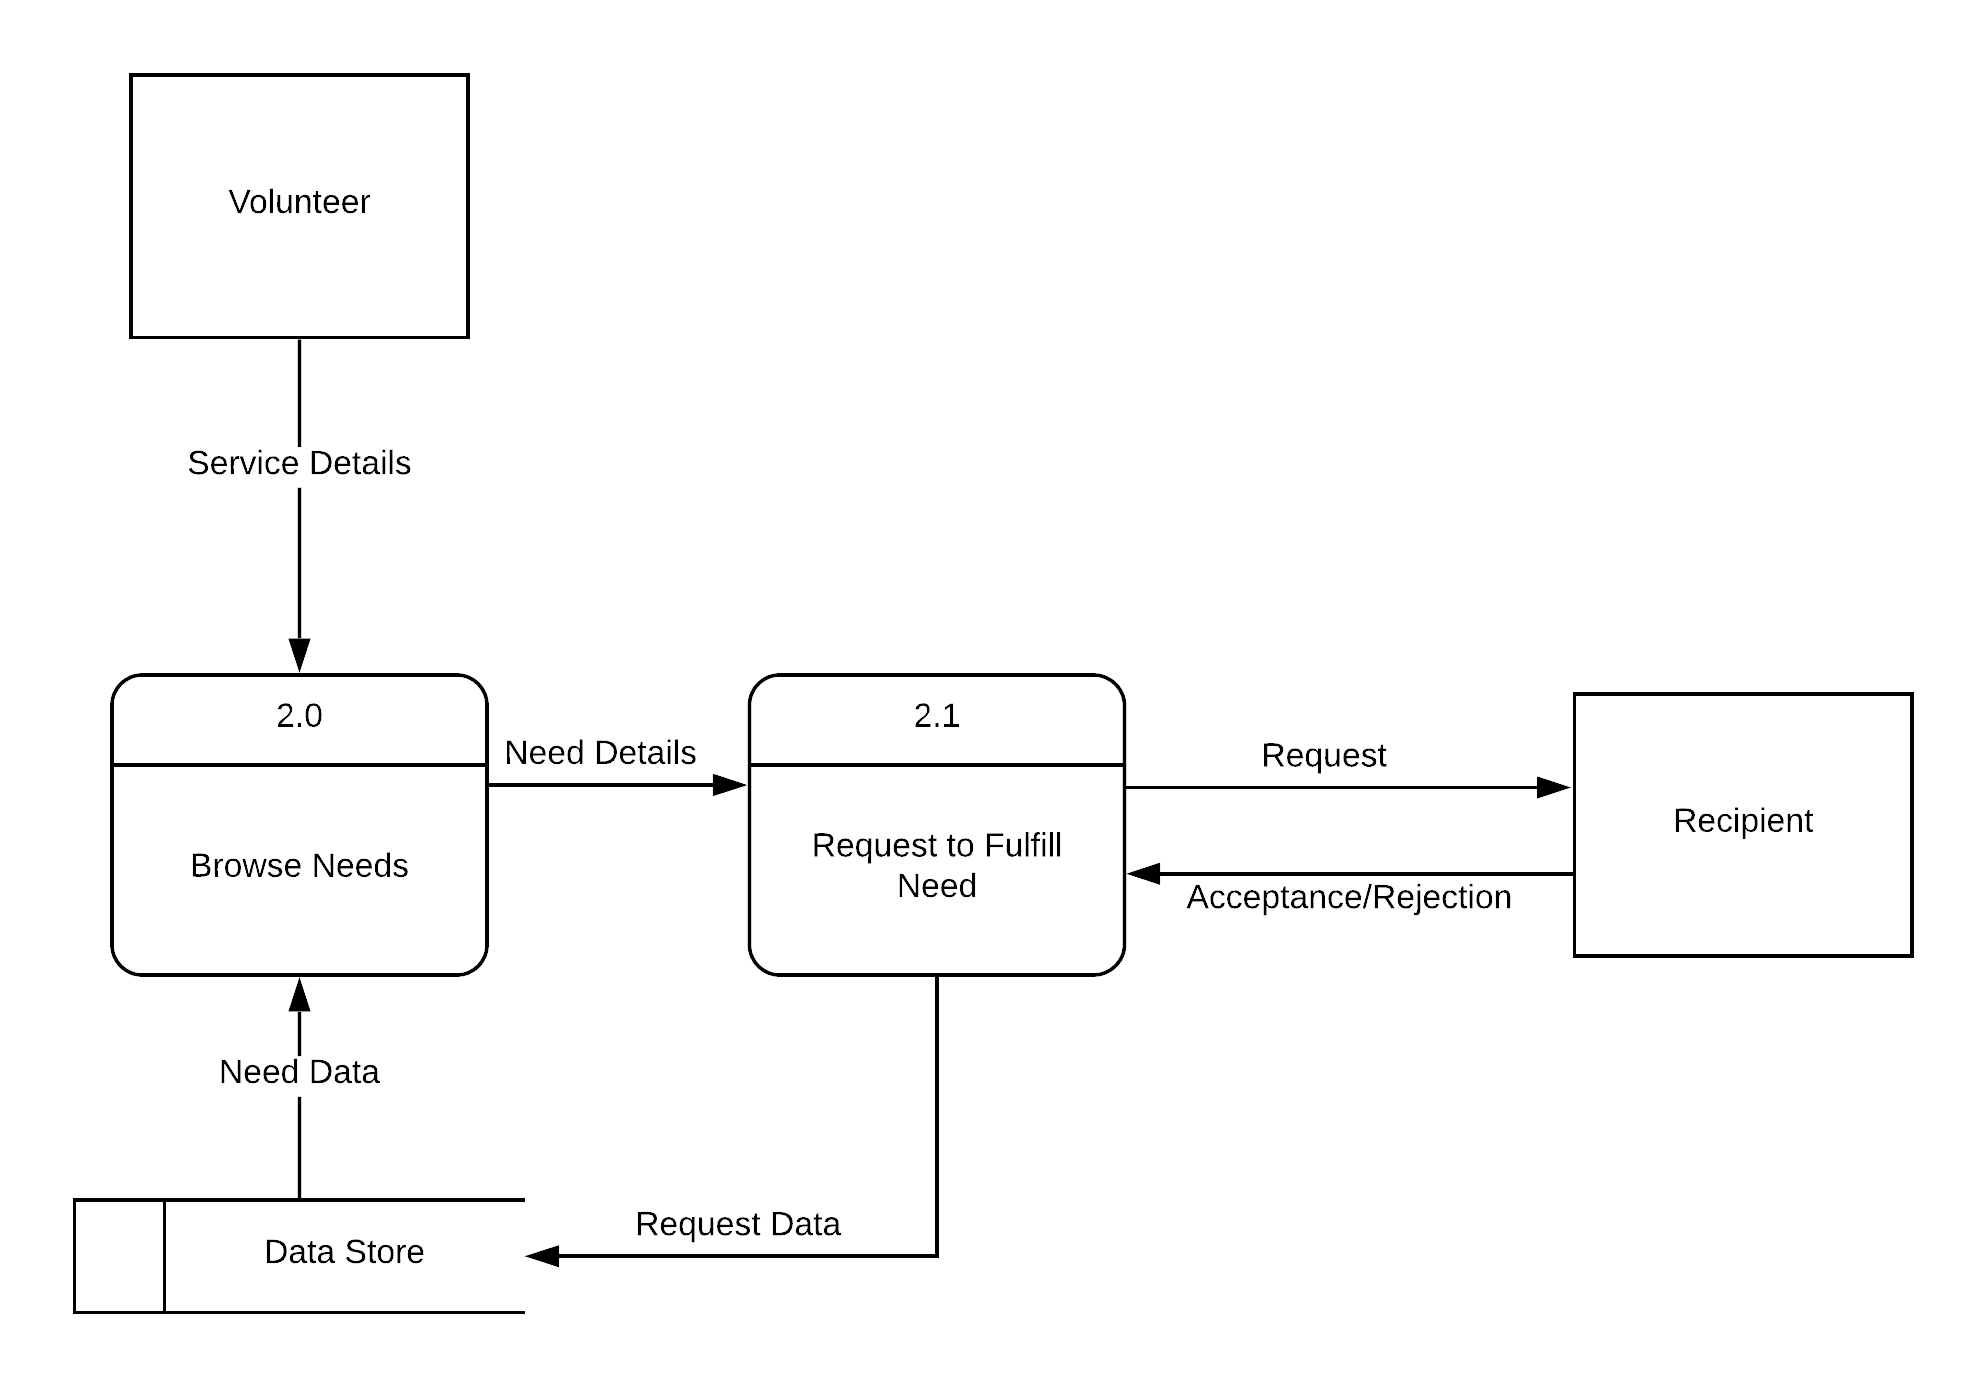 Volunteer
Service Details
2.0
Browse Needs
Need Details
2.1
Request to Fulfill
Need
Request
Acceptance/Rejection
Recipient
Need Data
Data Store
Request Data